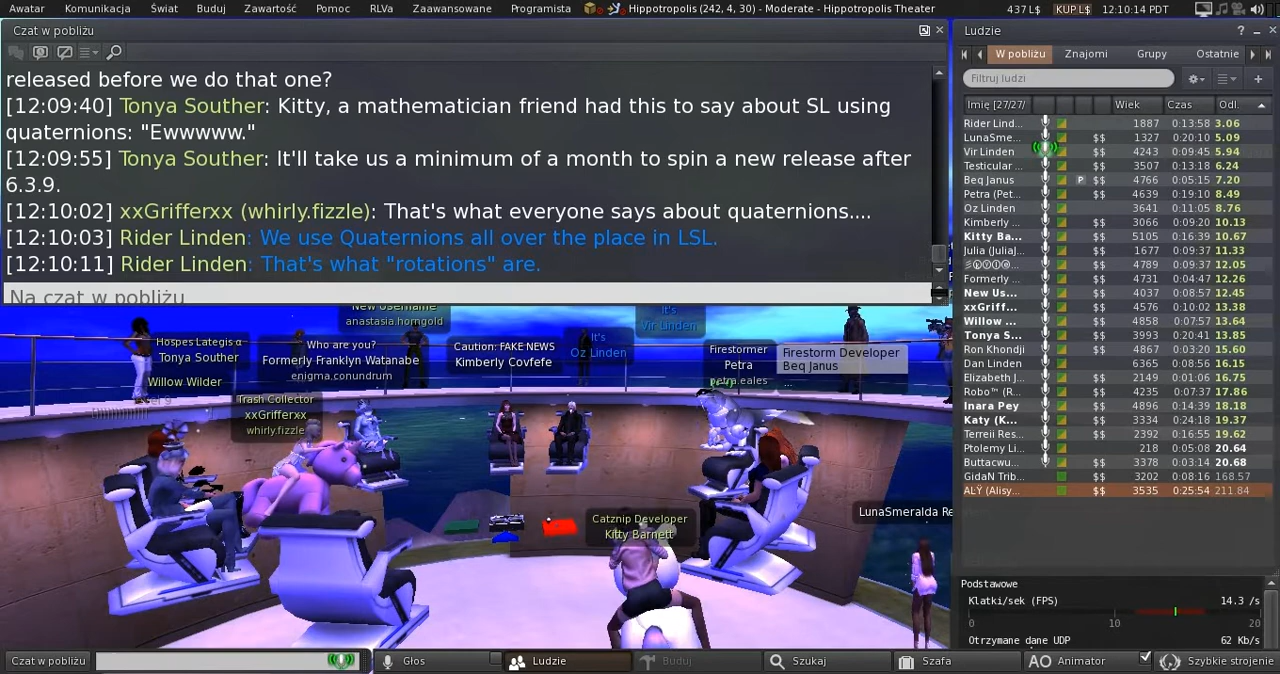 Awatar Komunikacja Świat Buduj Zawartość Pomoc RLVa Zaawansowane Programista Hippotropolis (242, 4, 30) - Moderate - Hippotropolis Theater 437 L$ KUP L$ 12:10:14 PDT
Czat w pobliżu
released before we do that one?
[12:09:40] Tonya Souther: Kitty, a mathematician friend had this to say about SL using
quaternions: "Ewwwww."
[12:09:55] Tonya Souther: It'll take us a minimum of a month to spin a new release after
6.3.9.
[12:10:02] xxGrifferxx (whirly.fizzle): That's what everyone says about quaternions....
[12:10:03] Rider Linden: We use Quaternions all over the place in LSL.
[12:10:11] Rider Linden: That's what "rotations" are.
Na czat w pobliżu
New Username
anastasia.horngold
It's
Vir Linden
Hospes Lategis α
Tonya Souther
Who are you?
Formerly Franklyn Watanabe
enigma.conundrum
Caution: FAKE NEWS
Kimberly Covfefe
It's
Oz Linden
Firestormer
Petra
petra.eales
Firestorm Developer
Beq Janus
...
Willow Wilder
Trash Collector
xxGrifferxx
whirly.fizzle
Catznip Developer
Kitty Barnett
LunaSmeralda Re
Ludzie
? _ ×
W pobliżu Znajomi Grupy Ostatnie
Filtruj ludzi
Imię [27/27/ Wiek Czas Odl.
Rider Lind... 1887 0:13:58 3.06
LunaSme... $$ 1327 0:20:10 5.09
Vir Linden $$ 4243 0:09:45 5.94
Testicular ... $$ 3507 0:13:18 6.24
Beq Janus P $$ 4766 0:05:15 7.20
Petra (Pet... $$ 4639 0:19:10 8.49
Oz Linden 3641 0:11:05 8.76
Kimberly ... $$ 3066 0:09:20 10.13
Kitty Ba... $$ 5105 0:16:39 10.67
Julia (JuliaJ... $$ 1677 0:09:37 11.33
$$ 4789 0:09:37 12.05
Formerly ... $$ 4731 0:04:47 12.26
New Us... $$ 4037 0:08:57 12.45
xxGriff... $$ 4576 0:10:02 13.38
Willow ... $$ 4858 0:07:57 13.64
Tonya S... $$ 3993 0:20:41 13.85
Ron Khondji $$ 4867 0:03:20 15.60
Dan Linden 6365 0:08:56 16.15
Elizabeth J... $$ 2149 0:01:06 16.75
Robo™ (R... $$ 4235 0:07:37 17.86
Inara Pey $$ 4896 0:14:39 18.18
Katy (K... $$ 3334 0:24:18 19.37
Terreii Res... $$ 2392 0:16:55 19.62
Ptolemy Li... 218 0:05:08 20.64
Buttacwu... $$ 3378 0:03:14 20.68
GidaN Trib... $$ 3202 0:08:16 168.57
ALÝ (Alisy... $$ 3535 0:25:54 211.84
Podstawowe
Klatki/sek (FPS) 14.3 /s
0 10 20
Otrzymane dane UDP 62 Kb/s
Czat w pobliżu Głos Ludzie Buduj Szukaj Szafa AO Animator Szybkie strojenie